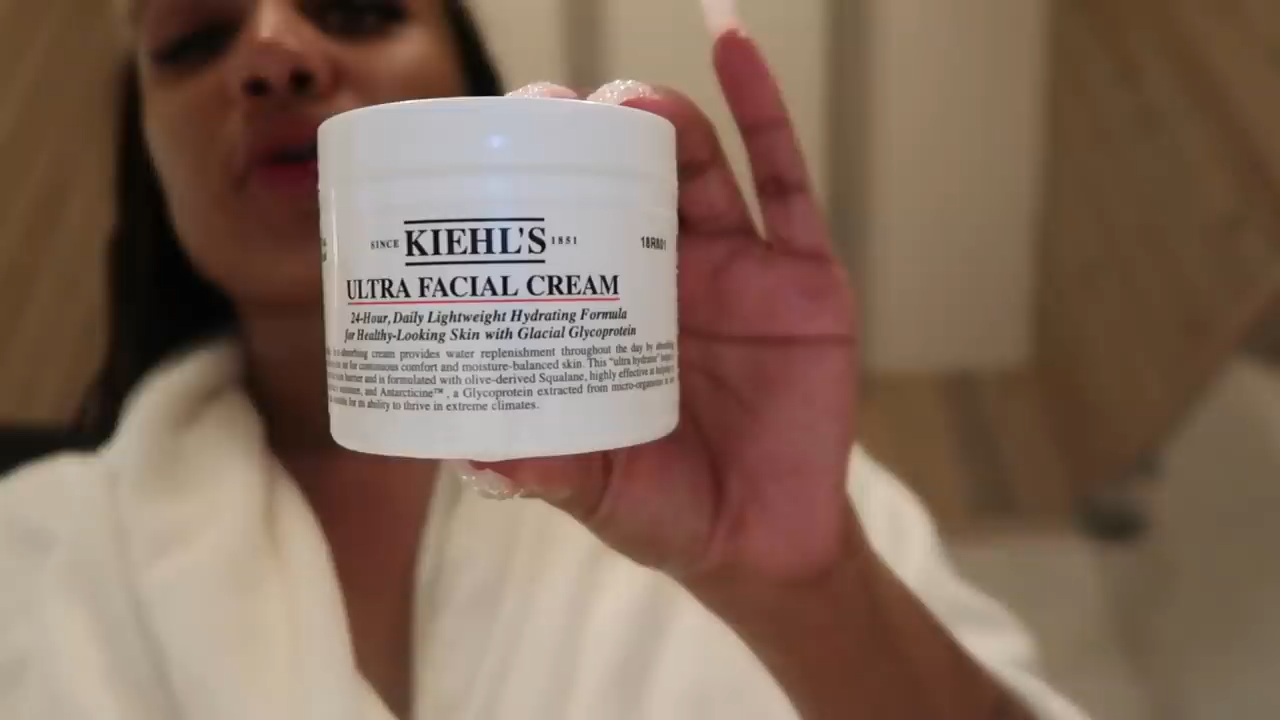 SINCE KIEHL'S 1851
18RA01
ULTRA FACIAL CREAM
24-Hour, Daily Lightweight Hydrating Formula
for Healthy-Looking Skin with Glacial Glycoprotein
cream provides water replenishment throughout the day by
for continuous comfort and moisture-balanced skin. This "ultra hydrator"
barrier and is formulated with olive-derived Squalane, highly effective at
and Antarcticine™, a Glycoprotein extracted from micro-organisms
for its ability to thrive in extreme climates.